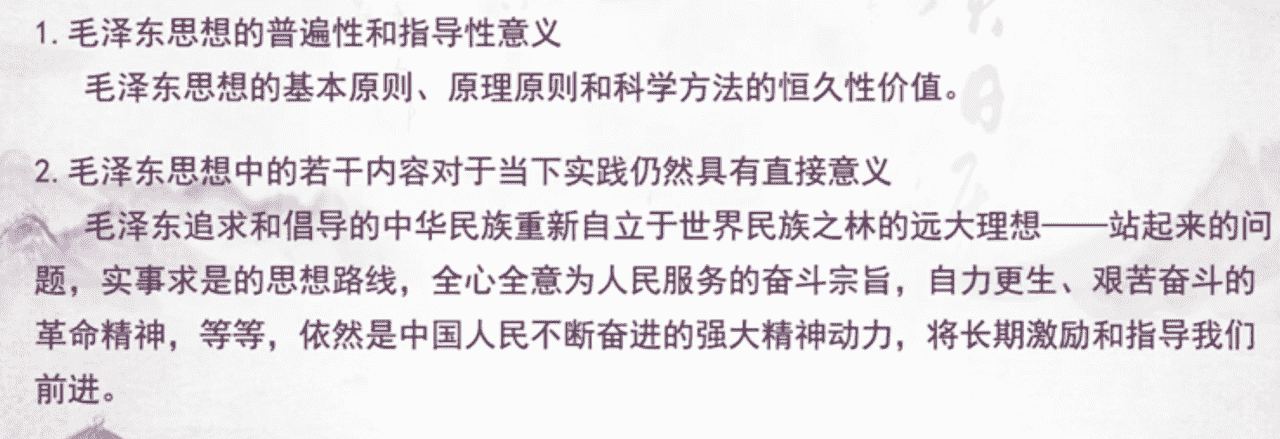 1.毛泽东思想的普遍性和指导性意义
毛泽东思想的基本原则、原理原则和科学方法的恒久性价值。
2.毛泽东思想中的若干内容对于当下实践仍然具有直接意义
毛泽东追求和倡导的中华民族重新自立于世界民族之林的远大理想——站起来的问
题，实事求是的思想路线，全心全意为人民服务的奋斗宗旨，自力更生、艰苦奋斗的
革命精神，等等，依然是中国人民不断奋进的强大精神动力，将长期激励和指导我们
前进。